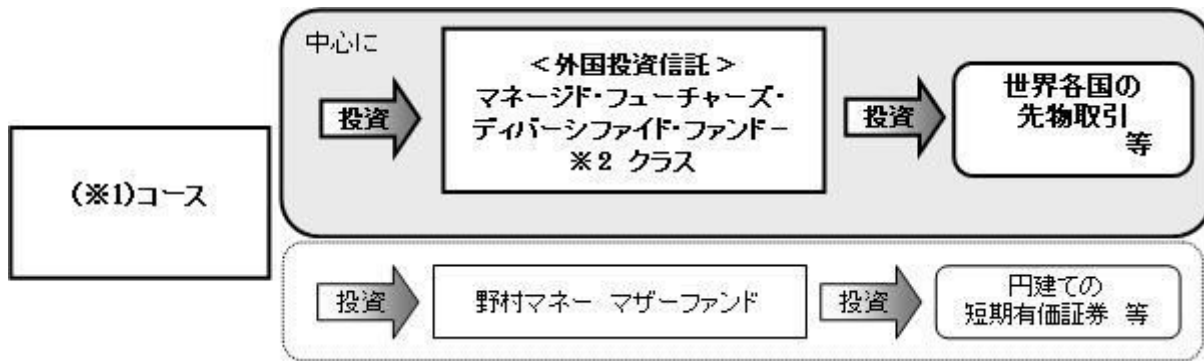 中心に
投資
<外国投資信託>
マネージド・フューチャーズ・
ディバーシファイド・ファンドー
※2 クラス
投資
世界各国の
先物取引
等
(※1)コース
投資
野村マネー マザーファンド
投資
円建ての
短期有価証券 等